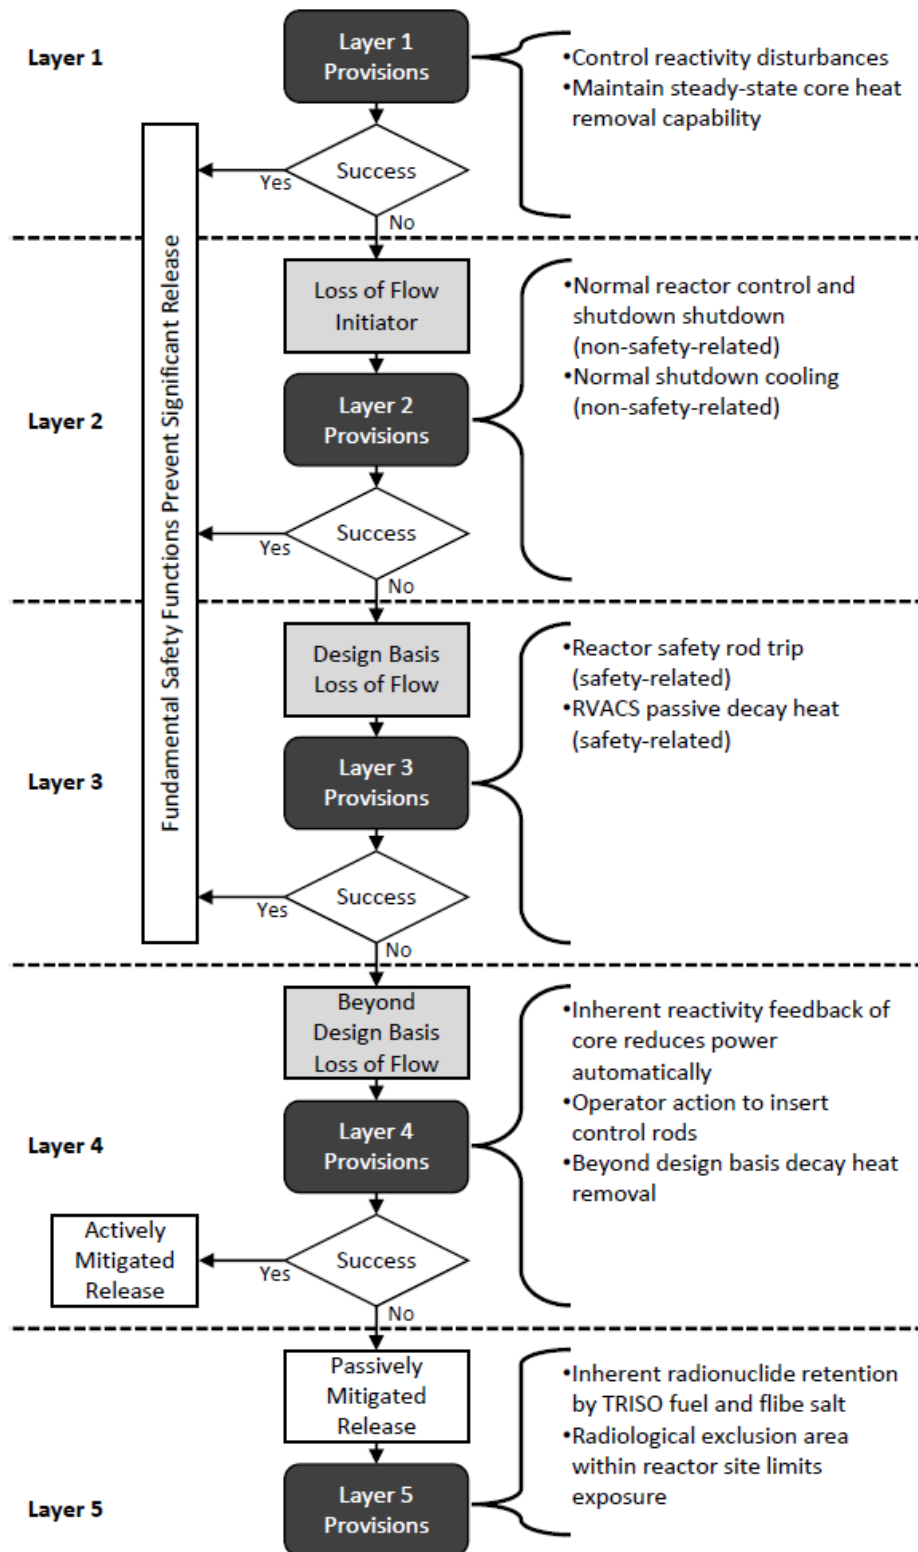 Layer 1
Layer 1
Provisions
•Control reactivity disturbances
•Maintain steady-state core heat
removal capability
Success
Yes
No
Fundamental Safety Functions Prevent Significant Release
Layer 2
Loss of Flow
Initiator
Layer 2
Provisions
•Normal reactor control and
shutdown shutdown
(non-safety-related)
•Normal shutdown cooling
(non-safety-related)
Success
Yes
No
Layer 3
Design Basis
Loss of Flow
Layer 3
Provisions
•Reactor safety rod trip
(safety-related)
•RVACS passive decay heat
(safety-related)
Success
Yes
No
Layer 4
Beyond
Design Basis
Loss of Flow
Layer 4
Provisions
•Inherent reactivity feedback of
core reduces power
automatically
•Operator action to insert
control rods
•Beyond design basis decay heat
removal
Actively
Mitigated
Release
Success
Yes
No
Layer 5
Passively
Mitigated
Release
Layer 5
Provisions
•Inherent radionuclide retention
by TRISO fuel and flibe salt
•Radiological exclusion area
within reactor site limits
exposure